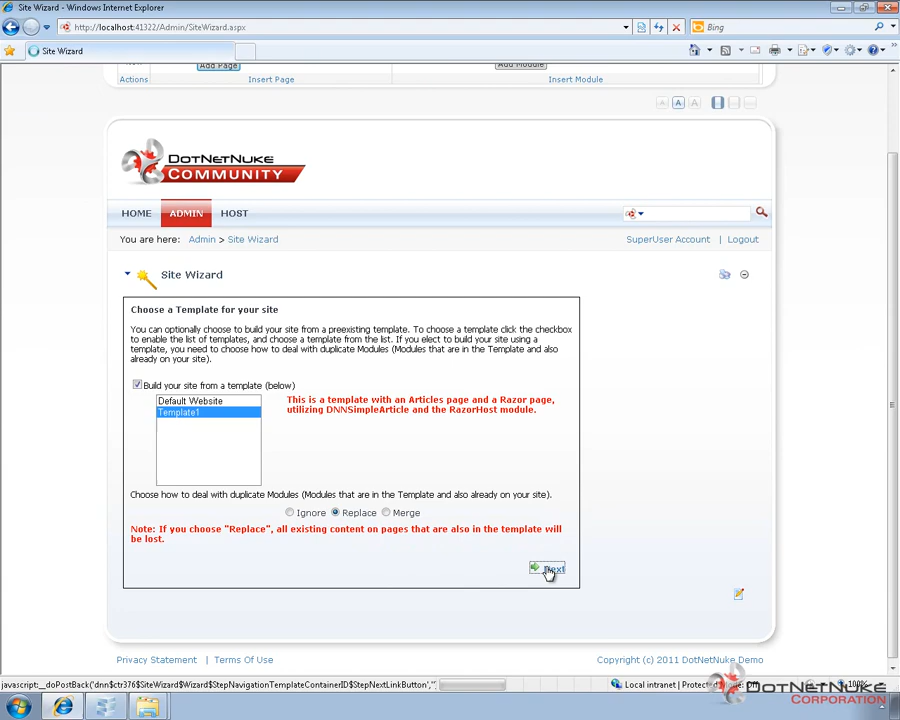 Site Wizard - Windows Internet Explorer
http://localhost:41322/Admin/SiteWizard.aspx
Bing
Site Wizard
Add Page
Add Module
Actions
Insert Page
Insert Module
A A A
DOTNETNUKE
COMMUNITY
HOME ADMIN HOST
You are here: Admin > Site Wizard
SuperUser Account | Logout
Site Wizard
Choose a Template for your site
You can optionally choose to build your site from a preexisting template. To choose a template click the checkbox
to enable the list of templates, and choose a template from the list. If you elect to build your site using a
template, you need to choose how to deal with duplicate Modules (Modules that are in the Template and also
already on your site).
Build your site from a template (below)
Default Website
Template1
This is a template with an Articles page and a Razor page,
utilizing DNNSimpleArticle and the RazorHost module.
Choose how to deal with duplicate Modules (Modules that are in the Template and also already on your site).
Ignore Replace Merge
Note: If you choose "Replace", all existing content on pages that are also in the template will
be lost.
Next
Privacy Statement | Terms Of Use
Copyright (c) 2011 DotNetNuke Demo
javascript:__doPostBack('dnn$ctr376$SiteWizard$Wizard$StepNavigationTemplateContainerID$StepNextLinkButton','')
Local intranet | Protected Mode: Off
100%
DOTNETNUKE
CORPORATION